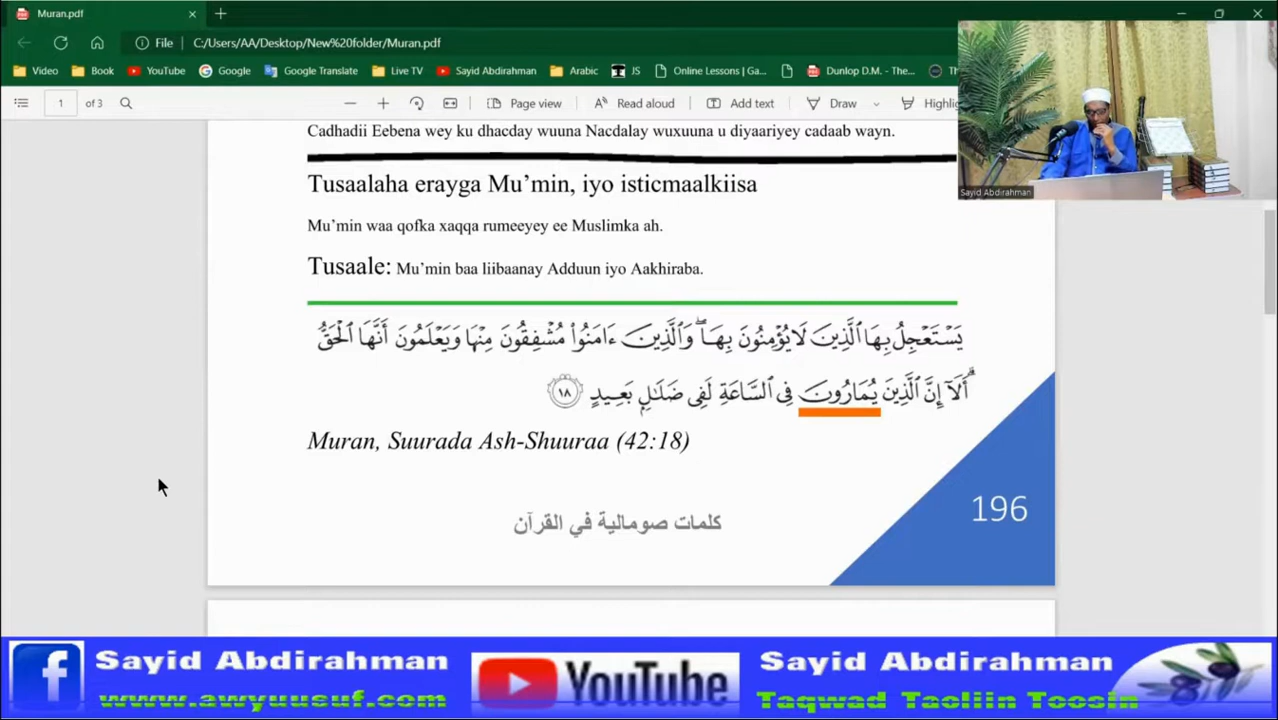 Muran.pdf
File C:/Users/AA/Desktop/New%20folder/Muran.pdf
Video Book YouTube Google Google Translate Live TV Sayid Abdirahman Arabic JS Online Lessons | Ga... Dunlop D.M. - The... Th
1 of 3 Page view Read aloud Add text Draw Highlig
Sayid Abdirahman
Cadhadii Eebena wey ku dhacday wuuna Nacdalay wuxuuna u diyaariyey cadaab wayn.
Tusaalaha erayga Mu’min, iyo isticmaalkiisa
Mu’min waa qofka xaqqa rumeeyey ee Muslimka ah.
Tusaale: Mu’min baa liibaanay Adduun iyo Aakhiraba.
يَسْتَعْجِلُ بِهَا ٱلَّذِينَ لَا يُؤْمِنُونَ بِهَا ۖ وَٱلَّذِينَ ءَامَنُوا۟ مُشْفِقُونَ مِنْهَا وَيَعْلَمُونَ أَنَّهَا ٱلْحَقُّ ۗ
أَلَآ إِنَّ ٱلَّذِينَ يُمَارُونَ فِى ٱلسَّاعَةِ لَفِى ضَلَـٰلٍۭ بَعِيدٍ ١٨
Muran, Suurada Ash-Shuuraa (42:18)
196
كلمات صومالية في القرآن
Sayid Abdirahman
www.awyuusuf.com
YouTube
Sayid Abdirahman
Taqwad Taoliin Toosin